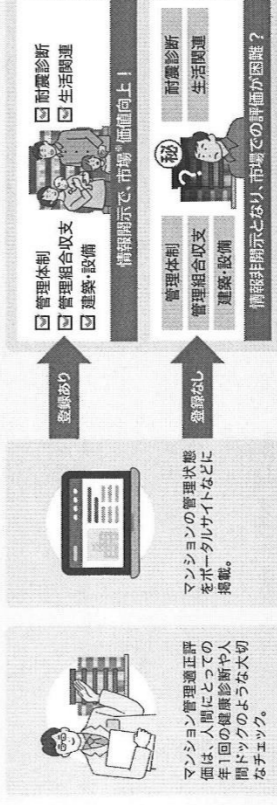 マンション管理適正評
価は、人間にとっての
年1回の健康診断や人
間ドックのような大切
なチェック。
マンションの管理状態
をポータルサイトなどに
掲載。
登録あり
管理体制
管理組合収支
建築・設備
耐震診断
生活関連
情報開示で、市場※価値向上！
登録なし
管理体制
管理組合収支
建築・設備
耐震診断
生活関連
秘
?
情報非開示となり、市場での評価が困難？